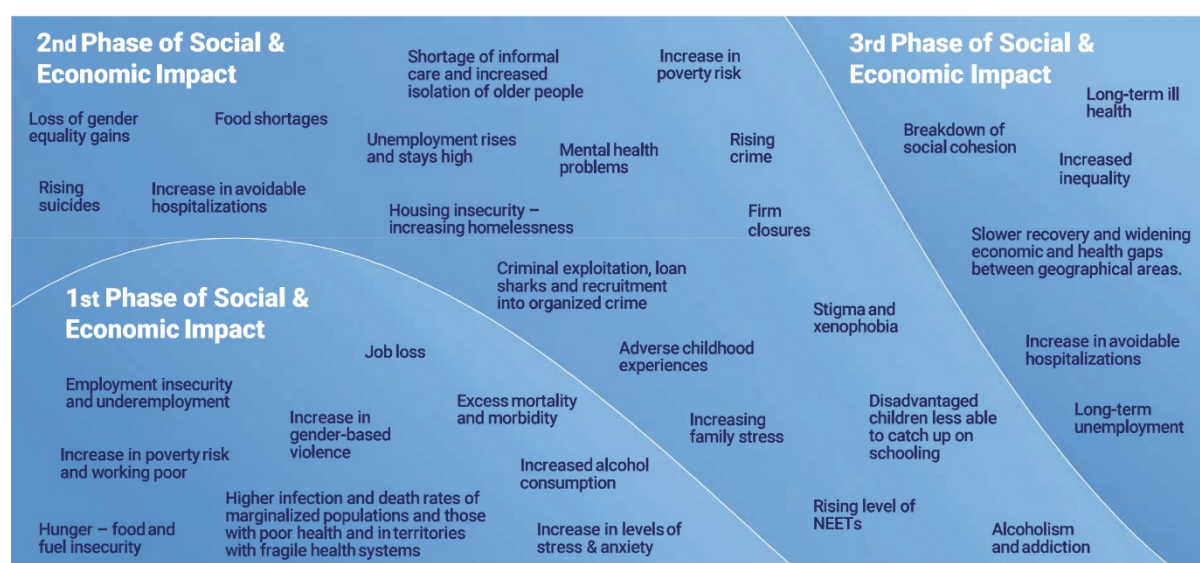 2nd Phase of Social &
Economic Impact
Loss of gender
equality gains
Food shortages
Rising
suicides
Increase in avoidable
hospitalizations
Shortage of informal
care and increased
isolation of older people
Increase in
poverty risk
Unemployment rises
and stays high
Mental health
problems
Rising
crime
Housing insecurity –
increasing homelessness
Firm
closures
Criminal exploitation, loan
sharks and recruitment
into organized crime
Stigma and
xenophobia
Adverse childhood
experiences
Increasing
family stress
Disadvantaged
children less able
to catch up on
schooling
Rising level of
NEETs
Alcoholism
and addiction
1st Phase of Social &
Economic Impact
Job loss
Employment insecurity
and underemployment
Increase in
gender-based
violence
Excess mortality
and morbidity
Increase in poverty risk
and working poor
Increased alcohol
consumption
Hunger – food and
fuel insecurity
Higher infection and death rates of
marginalized populations and those
with poor health and in territories
with fragile health systems
Increase in levels of
stress & anxiety
3rd Phase of Social &
Economic Impact
Long-term ill
health
Breakdown of
social cohesion
Increased
inequality
Slower recovery and widening
economic and health gaps
between geographical areas.
Increase in avoidable
hospitalizations
Long-term
unemployment